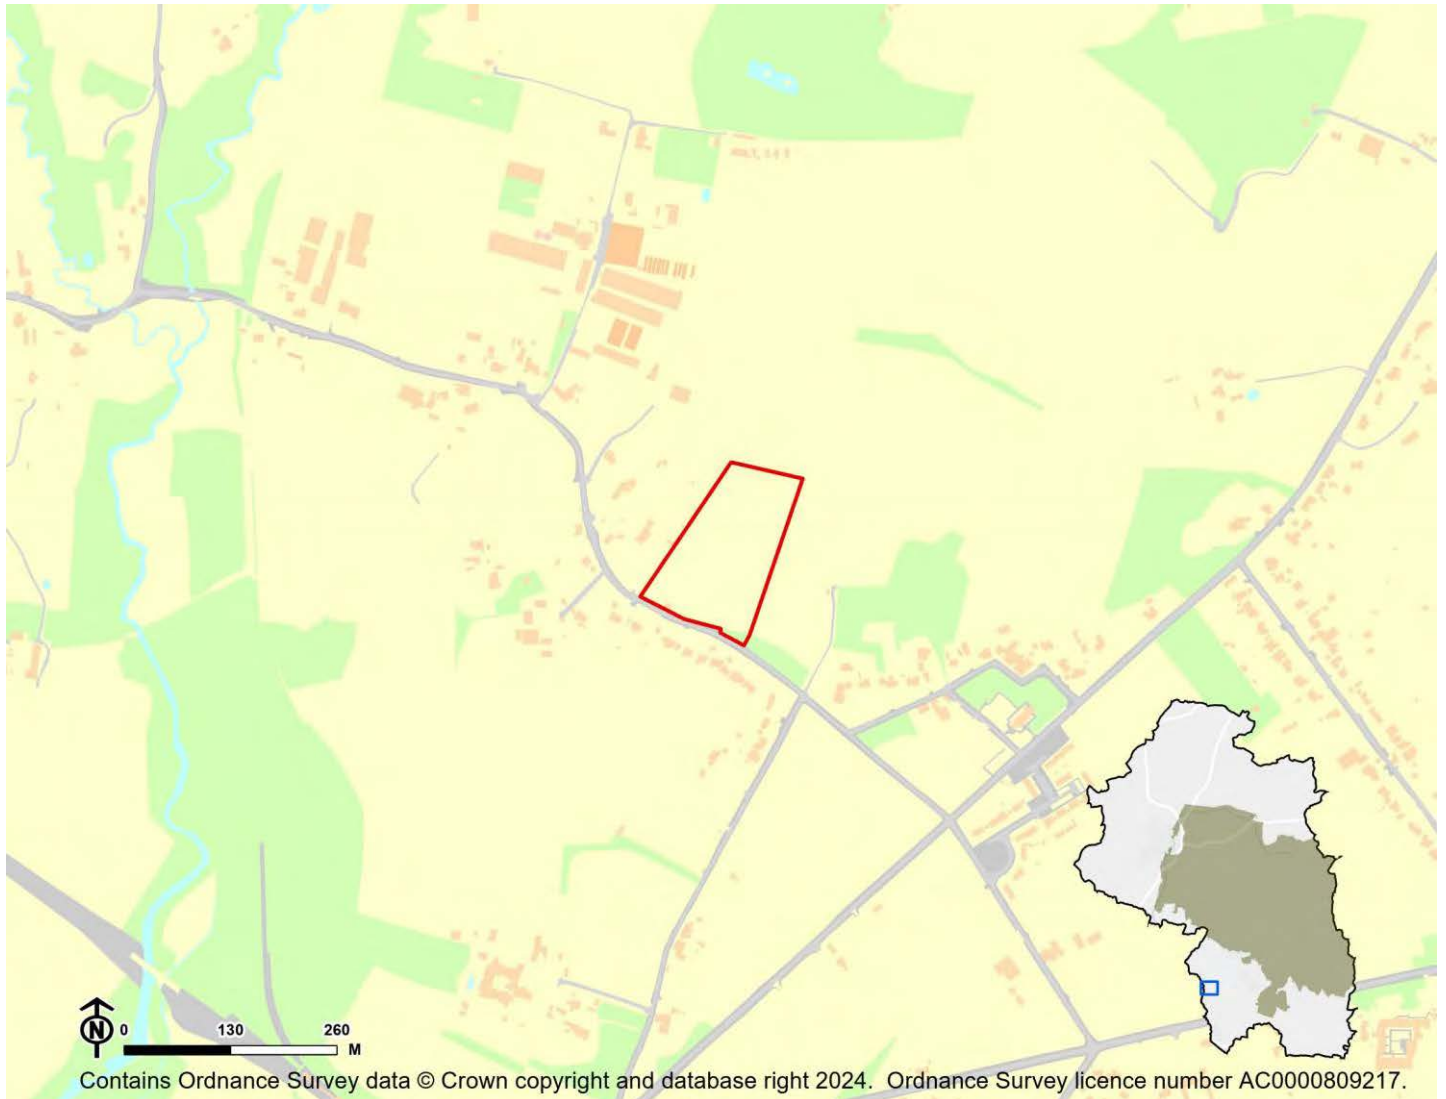 N
0 130 260
M
Contains Ordnance Survey data © Crown copyright and database right 2024. Ordnance Survey licence number AC0000809217.